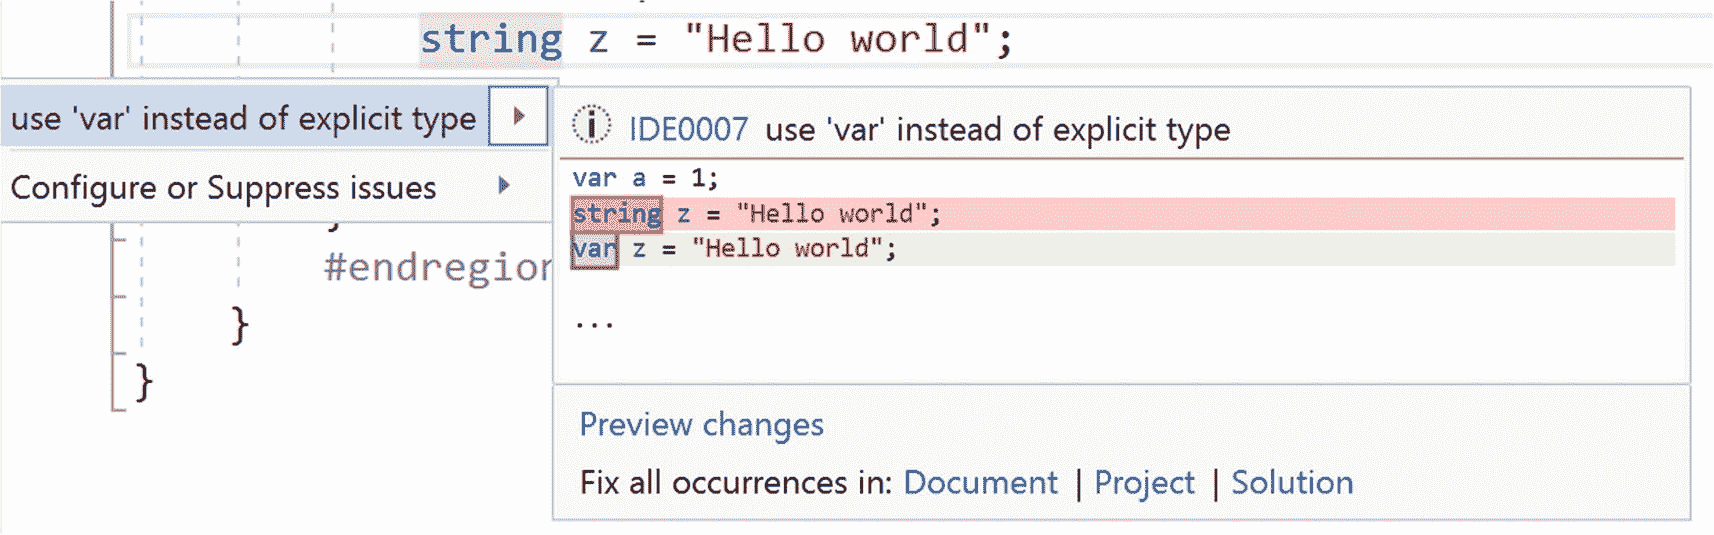 string z = "Hello world";
use 'var' instead of explicit type
Configure or Suppress issues
#endregion
}
}
IDE0007 use 'var' instead of explicit type
var a = 1;
string z = "Hello world";
var z = "Hello world";
...
Preview changes
Fix all occurrences in: Document | Project | Solution